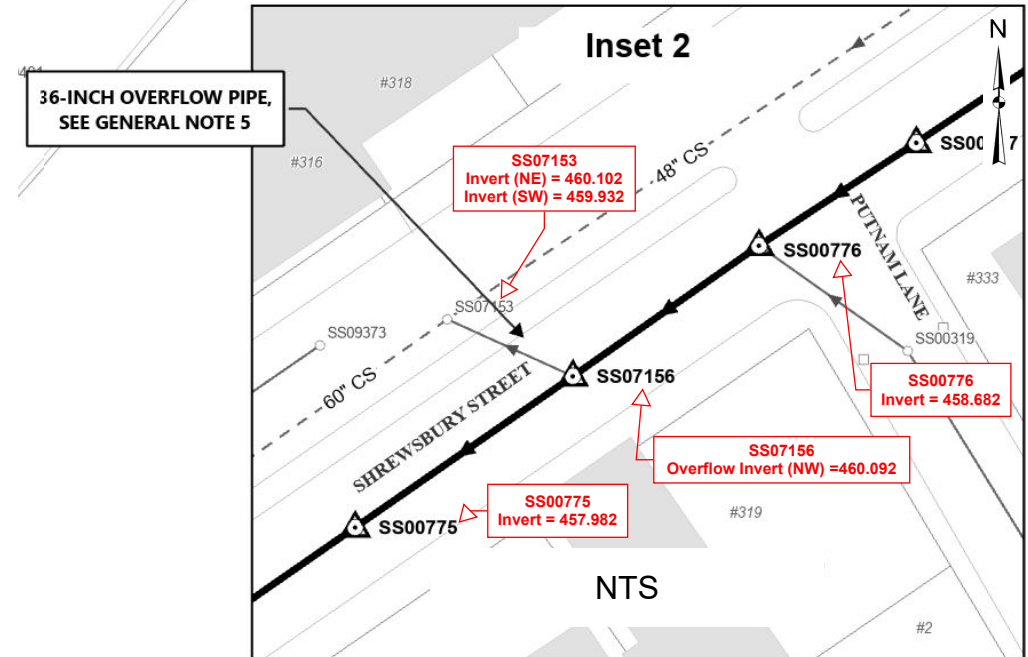 Inset 2
N
#318
36-INCH OVERFLOW PIPE,
SEE GENERAL NOTE 5
#316
SS07153
Invert (NE) = 460.102
Invert (SW) = 459.932
48" CS
SS00 7
PUTNAM LANE
SS00776
#333
SS07153
SS09373
SS00319
60" CS
SHREWSBURY STREET
SS07156
SS00776
Invert = 458.682
SS07156
Overflow Invert (NW) =460.092
SS00775
Invert = 457.982
SS00775
#319
NTS
#2